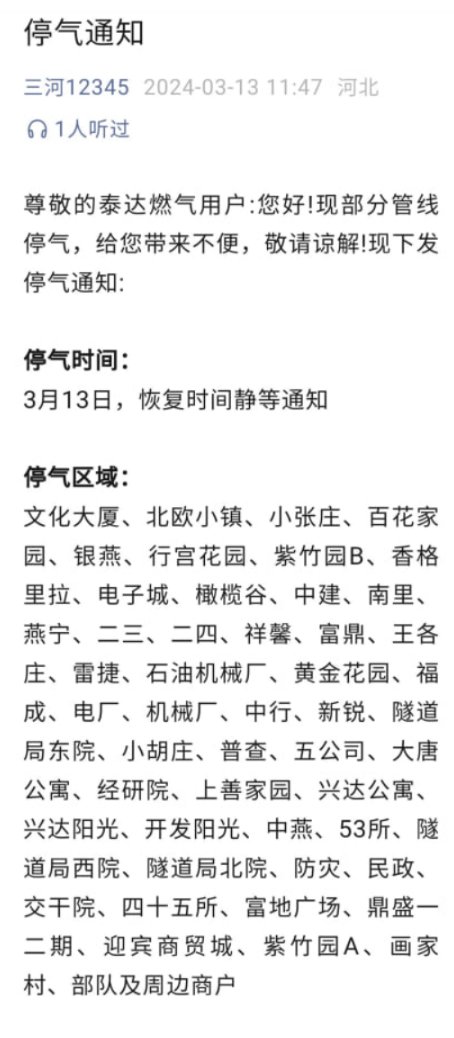 停气通知
三河12345 2024-03-13 11:47 河北
1人听过
尊敬的泰达燃气用户:您好!现部分管线
停气，给您带来不便，敬请谅解!现下发
停气通知:
停气时间：
3月13日，恢复时间静等通知
停气区域：
文化大厦、北欧小镇、小张庄、百花家
园、银燕、行宫花园、紫竹园B、香格
里拉、电子城、橄榄谷、中建、南里、
燕宁、二三、二四、祥馨、富鼎、王各
庄、雷捷、石油机械厂、黄金花园、福
成、电厂、机械厂、中行、新锐、隧道
局东院、小胡庄、普查、五公司、大唐
公寓、经研院、上善家园、兴达公寓、
兴达阳光、开发阳光、中燕、53所、隧
道局西院、隧道局北院、防灾、民政、
交干院、四十五所、富地广场、鼎盛一
二期、迎宾商贸城、紫竹园A、画家
村、部队及周边商户